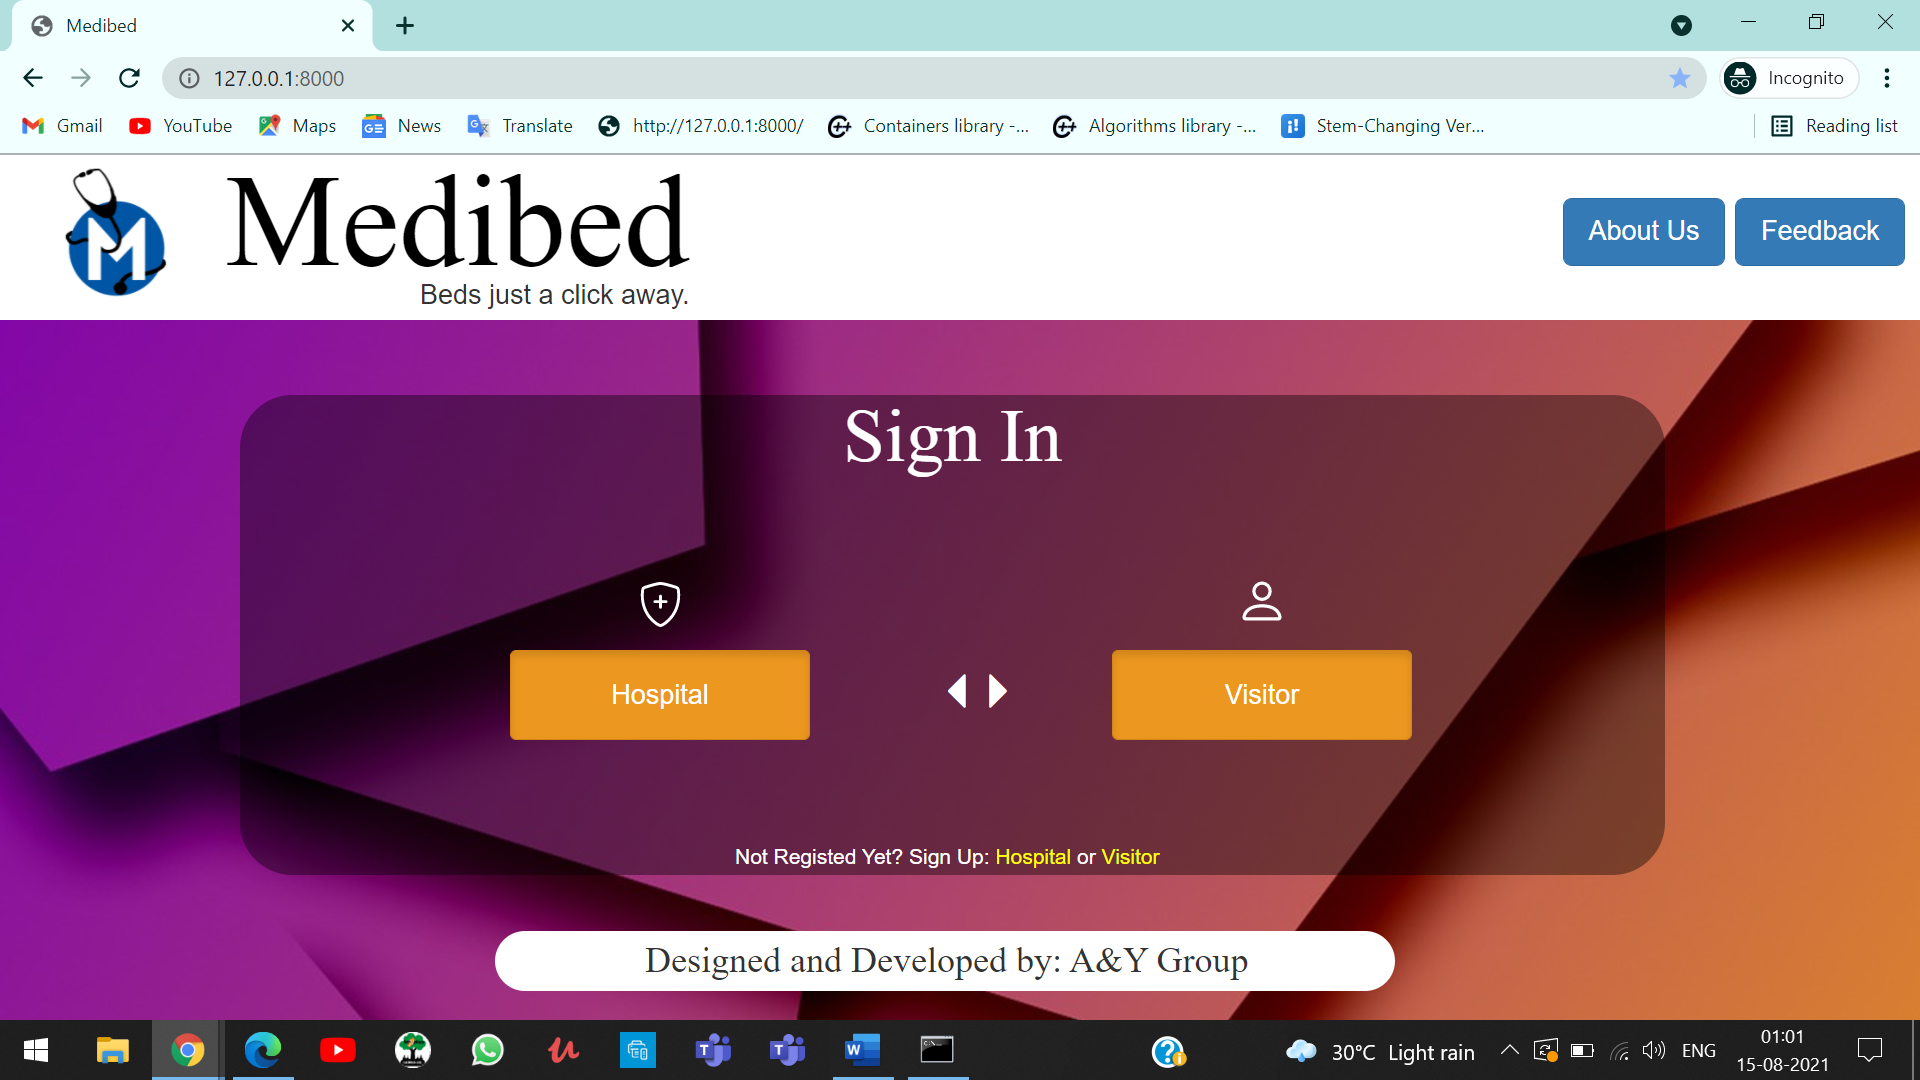 Medibed
127.0.0.1:8000
Incognito
Gmail
YouTube
Maps
News
Translate
http://127.0.0.1:8000/
Containers library -...
Algorithms library -...
Stem-Changing Ver...
Reading list
M
Medibed
Beds just a click away.
About Us
Feedback
Sign In
Hospital
Visitor
Not Registed Yet? Sign Up: Hospital or Visitor
Designed and Developed by: A&Y Group
30°C Light rain
ENG
01:01
15-08-2021